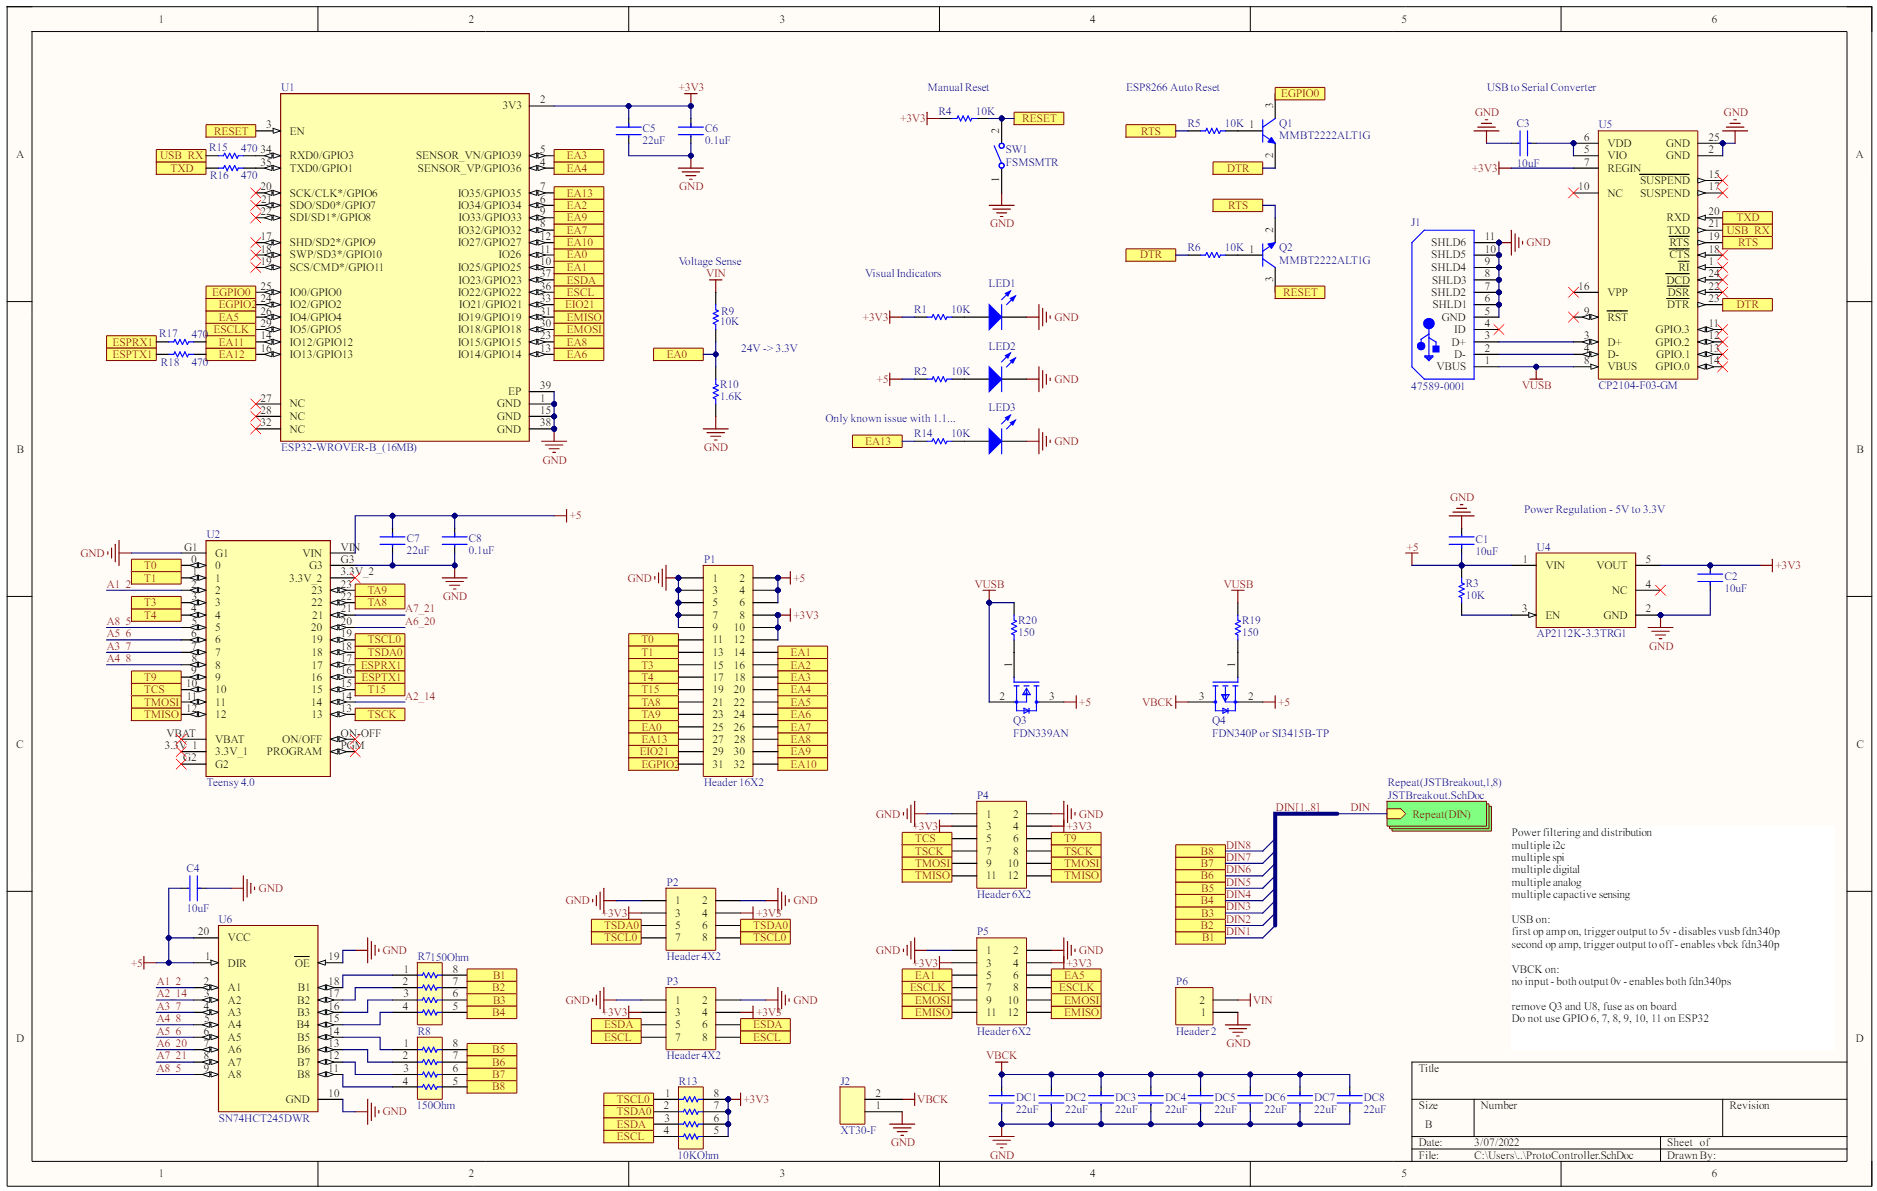 1 2 3 4 5 6
A
B
C
D
U1
3V3 2
RESET 3 EN
USB_RX R15 470 34 RXD0/GPIO3
TXD R16 470 35 TXD0/GPIO1
20 SCK/CLK*/GPIO6
21 SDO/SD0*/GPIO7
22 SDI/SD1*/GPIO8
17 SHD/SD2*/GPIO9
18 SWP/SD3*/GPIO10
19 SCS/CMD*/GPIO11
EGPIO0 25 IO0/GPIO0
EGPIO2 24 IO2/GPIO2
EA5 26 IO4/GPIO4
ESCLK 29 IO5/GPIO5
ESPRX1 R17 470 EA11 14 IO12/GPIO12
ESPTX1 R18 470 EA12 16 IO13/GPIO13
27 NC
28 NC
32 NC
SENSOR_VN/GPIO39 5 EA3
SENSOR_VP/GPIO36 4 EA4
IO35/GPIO35 7 EA13
IO34/GPIO34 6 EA2
IO33/GPIO33 9 EA9
IO32/GPIO32 8 EA7
IO27/GPIO27 12 EA10
IO26 11 EA0
IO25/GPIO25 10 EA1
IO23/GPIO23 37 ESDA
IO22/GPIO22 36 ESCL
IO21/GPIO21 33 EIO21
IO19/GPIO19 31 EMISO
IO18/GPIO18 30 EMOSI
IO15/GPIO15 23 EA8
IO14/GPIO14 13 EA6
EP 39
GND 1
GND 15
GND 38
GND
ESP32-WROVER-B_(16MB)
+3V3
C5
22uF
C6
0.1uF
GND
Voltage Sense
VIN
R9
10K
24V -> 3.3V
EA0
R10
1.6K
GND
Manual Reset
+3V3 R4 10K RESET
2
SW1
FSMSMTR
1
GND
Visual Indicators
LED1
+3V3 R1 10K GND
LED2
+5 R2 10K GND
LED3
Only known issue with 1.1...
EA13 R14 10K GND
ESP8266 Auto Reset
EGPIO0
3
RTS R5 10K 1 Q1
MMBT2222ALT1G
2
DTR
RTS
2
DTR R6 10K 1 Q2
MMBT2222ALT1G
3
RESET
USB to Serial Converter
GND
C3
10uF
+3V3
GND
U5
6 VDD GND 25
5 VIO GND 2
7 REGIN
SUSPEND 15
10 NC SUSPEND 17
RXD 20 TXD
TXD 21 USB_RX
RTS 19 RTS
CTS 18
RI 1
DCD 24
16 VPP DSR 22
DTR 23 DTR
9 RST
GPIO.3 11
3 D+ GPIO.2 12
4 D- GPIO.1 13
8 VBUS GPIO.0 14
CP2104-F03-GM
J1
SHLD6 11 GND
SHLD5 10
SHLD4 9
SHLD3 8
SHLD2 7
SHLD1 6
GND 5
ID 4
D+ 3
D- 2
VBUS 1
47589-0001
VUSB
U2
GND G1 G1 VIN VIN
T0 0 0 G3 G3
T1 1 1 3.3V_2 3.3V_2
A1_2 2 2 23 23 TA9
T3 3 3 22 22 TA8
T4 4 4 21 21 A7_21
A8_5 5 5 20 20 A6_20
A5_6 6 6 19 19 TSCL0
A3_7 7 7 18 18 TSDA0
A4_8 8 8 17 17 ESPRX1
T9 9 9 16 16 ESPTX1
TCS 10 10 15 15 T15
TMOSI 11 11 14 14 A2_14
TMISO 12 12 13 13 TSCK
VBAT VBAT ON/OFF ON-OFF
3.3V_1 3.3V_1 PROGRAM PGM
G2 G2
Teensy 4.0
+5
C7
22uF
C8
0.1uF
GND
P1
GND 1 2 +5
3 4
5 6
7 8 +3V3
9 10
T0 11 12
T1 13 14 EA1
T3 15 16 EA2
T4 17 18 EA3
T15 19 20 EA4
TA8 21 22 EA5
TA9 23 24 EA6
EA0 25 26 EA7
EA13 27 28 EA8
EIO21 29 30 EA9
EGPIO2 31 32 EA10
Header 16X2
VUSB
R20
150
1
2 3 +5
Q3
FDN339AN
VUSB
R19
150
1
VBCK 3 2 +5
Q4
FDN340P or SI3415B-TP
Power Regulation - 5V to 3.3V
GND
C1
10uF
+5
R3
10K
U4
1 VIN VOUT 5
NC 4
3 EN GND 2
AP2112K-3.3TRG1
C2
10uF
+3V3
GND
Repeat(JSTBreakout,1,8)
JSTBreakout.SchDoc
DIN[1..8] DIN Repeat(DIN)
B8 DIN8
B7 DIN7
B6 DIN6
B5 DIN5
B4 DIN4
B3 DIN3
B2 DIN2
B1 DIN1
Power filtering and distribution
multiple i2c
multiple spi
multiple digital
multiple analog
multiple capacitive sensing
USB on:
first op amp on, trigger output to 5v - disables vusb fdn340p
second op amp, trigger output to off - enables vbck fdn340p
VBCK on:
no input - both output 0v - enables both fdn340ps
remove Q3 and U8, fuse as on board
Do not use GPIO 6, 7, 8, 9, 10, 11 on ESP32
P4
GND 1 2 GND
+3V3 3 4 +3V3
TCS 5 6 T9
TSCK 7 8 TSCK
TMOSI 9 10 TMOSI
TMISO 11 12 TMISO
Header 6X2
P5
GND 1 2 GND
+3V3 3 4 +3V3
EA1 5 6 EA5
ESCLK 7 8 ESCLK
EMOSI 9 10 EMOSI
EMISO 11 12 EMISO
Header 6X2
P2
GND 1 2 GND
+3V3 3 4 +3V3
TSDA0 5 6 TSDA0
TSCL0 7 8 TSCL0
Header 4X2
P3
GND 1 2 GND
+3V3 3 4 +3V3
ESDA 5 6 ESDA
ESCL 7 8 ESCL
Header 4X2
P6
2 VIN
1
Header 2
GND
C4
10uF
GND
U6
20 VCC
+5 1 DIR OE 19 GND
A1_2 2 A1 B1 18
A2_14 3 A2 B2 17
A3_7 4 A3 B3 16
A4_8 5 A4 B4 15
A5_6 6 A5 B5 14
A6_20 7 A6 B6 13
A7_21 8 A7 B7 12
A8_5 9 A8 B8 11
GND 10 GND
SN74HCT245DWR
R7150Ohm
1 8 B1
2 7 B2
3 6 B3
4 5 B4
R8
1 8 B5
2 7 B6
3 6 B7
4 5 B8
150Ohm
R13
TSCL0 1 8 +3V3
TSDA0 2 7
ESDA 3 6
ESCL 4 5
10KOhm
J2
2 VBCK
1
XT30-F
GND
VBCK
DC1 DC2 DC3 DC4 DC5 DC6 DC7 DC8
22uF 22uF 22uF 22uF 22uF 22uF 22uF 22uF
GND
Title
Size Number Revision
B
Date: 3/07/2022 Sheet of
File: C:\Users\..\ProtoController.SchDoc Drawn By:
1 2 3 4 5 6